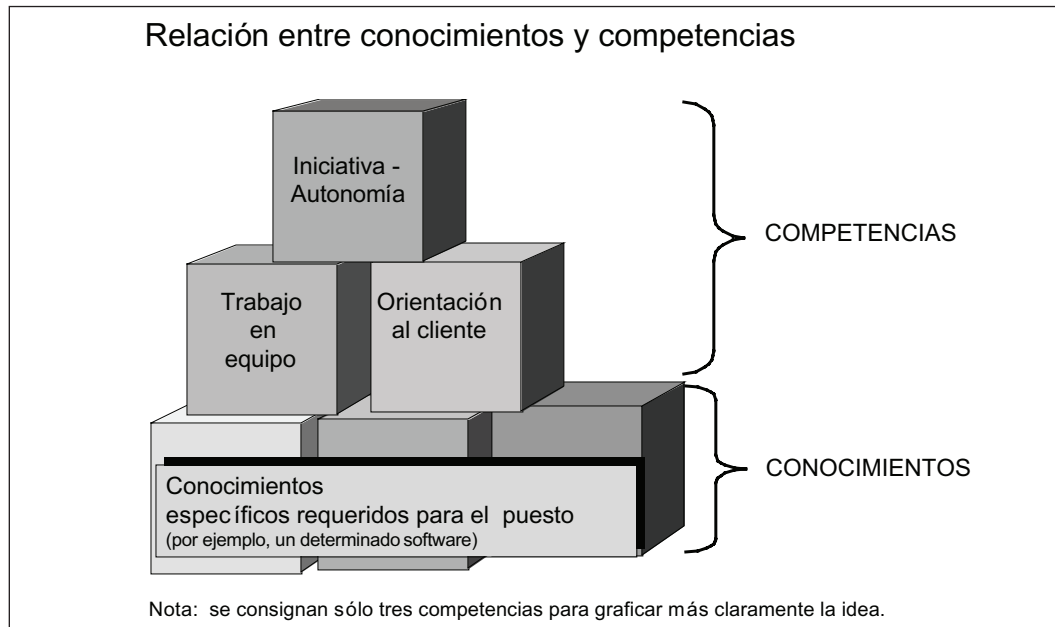 Relación entre conocimientos y competencias
Iniciativa -
Autonomía
COMPETENCIAS
Trabajo
en
equipo
Orientación
al cliente
CONOCIMIENTOS
Conocimientos
específicos requeridos para el puesto
(por ejemplo, un determinado software)
Nota: se consignan sólo tres competencias para graficar más claramente la idea.